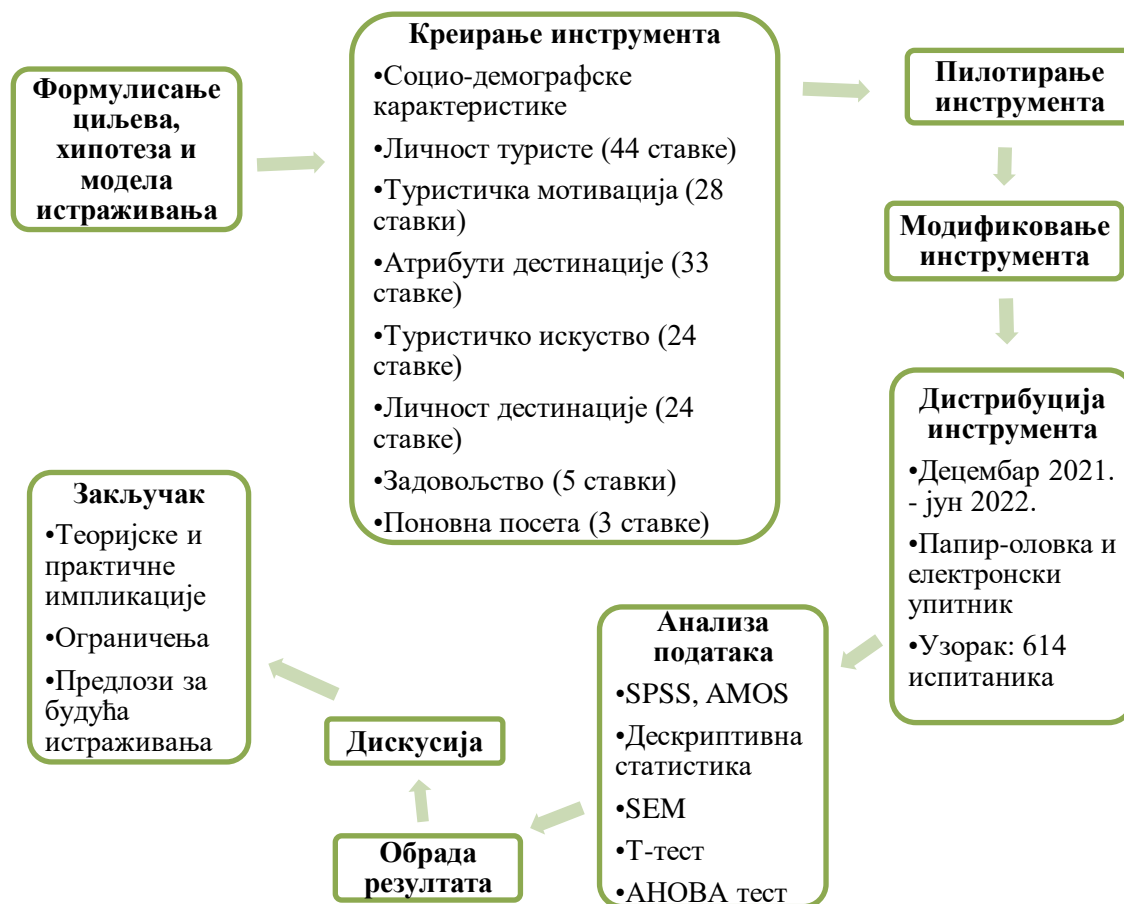 Формулисање
циљева,
хипотеза и
модела
истраживања
Креирање инструмента
•Социо-демографске
карактеристике
•Личност туристе (44 ставке)
•Туристичка мотивација (28
ставки)
•Атрибути дестинације (33
ставке)
•Туристичко искуство (24
ставке)
•Личност дестинације (24
ставке)
•Задовољство (5 ставки)
•Поновна посета (3 ставке)
Пилотирање
инструмента
Модификовање
инструмента
Дистрибуција
инструмента
•Децембар 2021.
- јун 2022.
•Папир-оловка и
електронски
упитник
•Узорак: 614
испитаника
Анализа
података
•SPSS, AMOS
•Дескриптивна
статистика
•SEM
•Т-тест
•АНОВА тест
Обрада
резултата
Дискусија
Закључак
•Теоријске и
практичне
импликације
•Ограничења
•Предлози за
будућа
истраживања